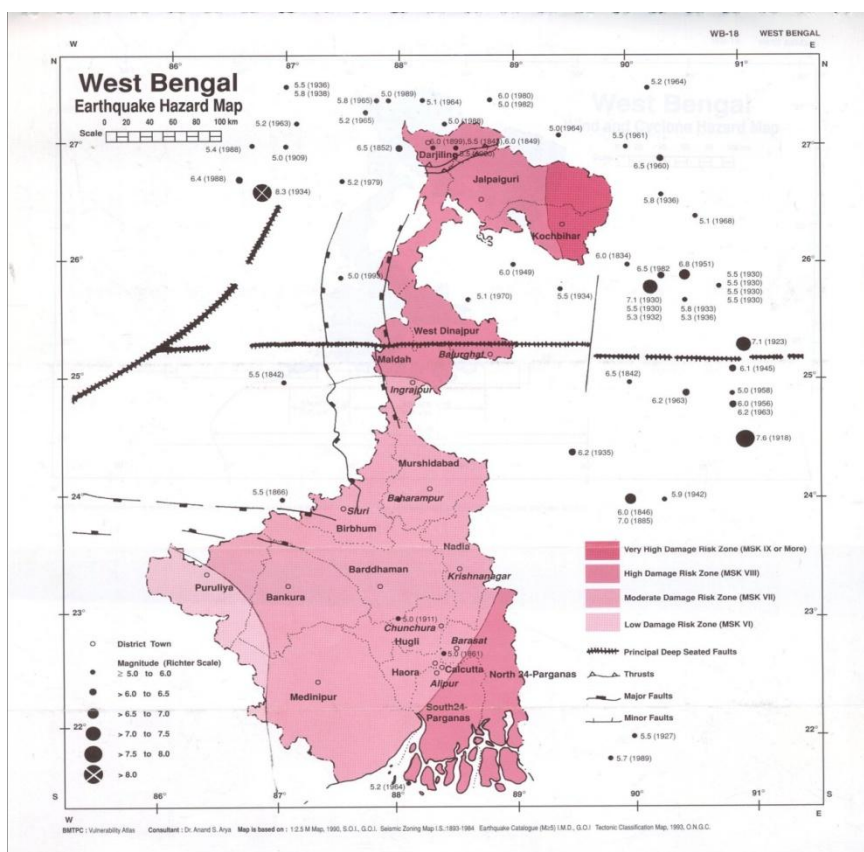 WB-18 WEST BENGAL
W E
86° 87° 88° 89° 90° 91°
N N
West Bengal
Earthquake Hazard Map
Scale 0 20 40 60 80 100 km
5.5 (1936)
5.8 (1938)
5.8 (1965)
5.0 (1989)
5.1 (1964)
6.0 (1980)
5.0 (1982)
5.2 (1964)
5.2 (1965)
5.2 (1963)
5.0 (1988)
5.0 (1964)
5.5 (1961)
27° 27°
5.4 (1988)
5.0 (1909)
6.5 (1852)
6.0 (1899)
6.0 (1849)
Darjiling
6.5 (1960)
6.4 (1988)
8.3 (1934)
5.2 (1979)
Jalpaiguri
5.8 (1936)
5.1 (1968)
Kochbihar
26° 26°
6.0 (1834)
6.0 (1949)
6.5 (1982
6.8 (1951)
5.5 (1930)
5.5 (1930)
5.5 (1930)
5.5 (1930)
5.1 (1970)
5.5 (1934)
7.1 (1930)
5.5 (1930)
5.3 (1932)
5.8 (1933)
5.3 (1936)
West Dinajpur
Maldah
Balurghat
7.1 (1923)
25° 25°
5.5 (1842)
Ingrajpur
6.5 (1842)
6.1 (1945)
6.2 (1963)
5.0 (1958)
6.0 (1956)
6.2 (1963)
7.6 (1918)
6.2 (1935)
Murshidabad
24° 24°
5.5 (1866)
Baharampur
Siuri
Birbhum
5.9 (1942)
6.0 (1846)
7.0 (1885)
Nadia
Krishnanagar
Barddhaman
Puruliya
Bankura
23° 23°
5.0 (1911)
Chunchura
Hugli
Barasat
5.0 (1861)
Haora
Calcutta
Alipur
North 24-Parganas
Medinipur
South24-
Parganas
22° 22°
5.5 (1927)
5.7 (1989)
5.2 (1964)
Very High Damage Risk Zone (MSK IX or More)
High Damage Risk Zone (MSK VIII)
Moderate Damage Risk Zone (MSK VII)
Low Damage Risk Zone (MSK VI)
Principal Deep Seated Faults
Thrusts
Major Faults
Minor Faults
District Town
Magnitude (Richter Scale)
≥ 5.0 to 6.0
> 6.0 to 6.5
> 6.5 to 7.0
> 7.0 to 7.5
> 7.5 to 8.0
> 8.0
S S
86° 87° 88° 89° 90° 91°
W E
BMTPC : Vulnerability Atlas Consultant : Dr. Anand S. Arya Map is based on : 1:2.5 M Map, 1990, S.O.I., G.O.I. Seismic Zoning Map I.S.:1893-1984 Earthquake Catalogue (M≥5) I.M.D., G.O.I Tectonic Classification Map, 1993, O.N.G.C.